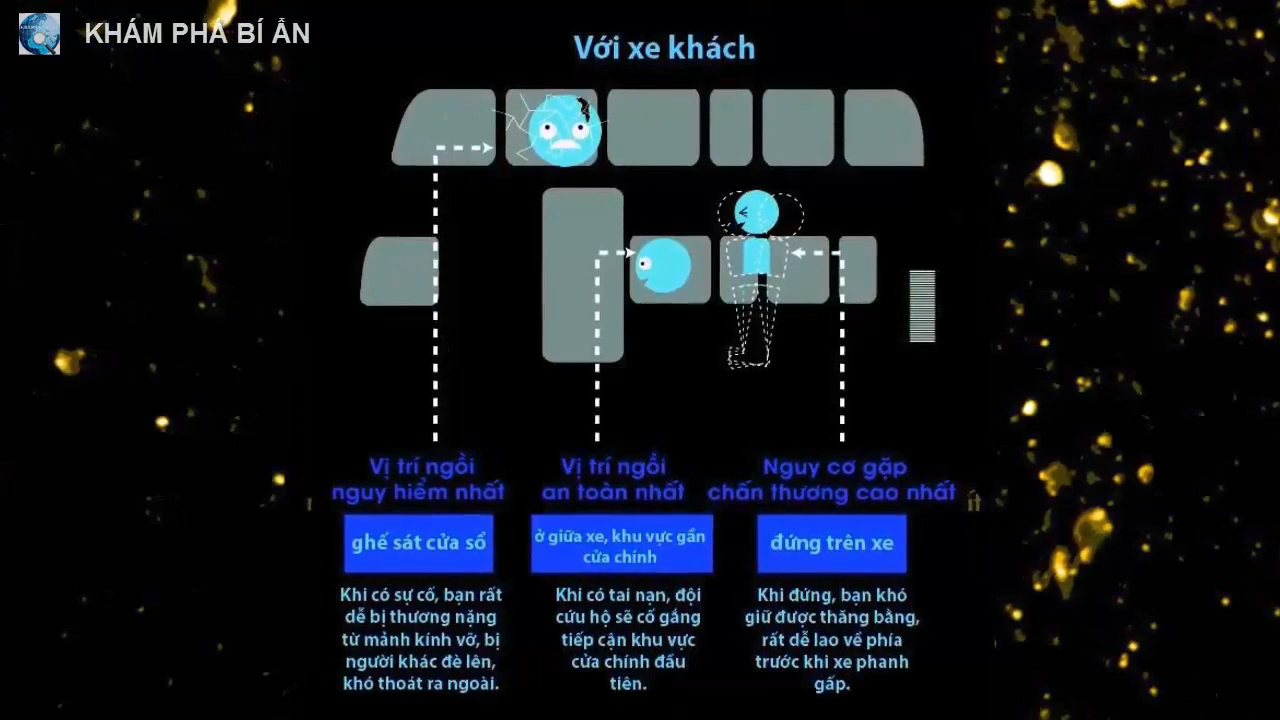 KHÁM PHÁ BÍ ẨN
Với xe khách
Vị trí ngồi
nguy hiểm nhất
Vị trí ngồi
an toàn nhất
Nguy cơ gặp
chấn thương cao nhất
ghế sát cửa sổ
ở giữa xe, khu vực gần
cửa chính
đứng trên xe
Khi có sự cố, bạn rất
dễ bị thương nặng
từ mảnh kính vỡ, bị
người khác đè lên,
khó thoát ra ngoài.
Khi có tai nạn, đội
cứu hộ sẽ cố gắng
tiếp cận khu vực
cửa chính đầu
tiên.
Khi đứng, bạn khó
giữ được thăng bằng,
rất dễ lao về phía
trước khi xe phanh
gấp.